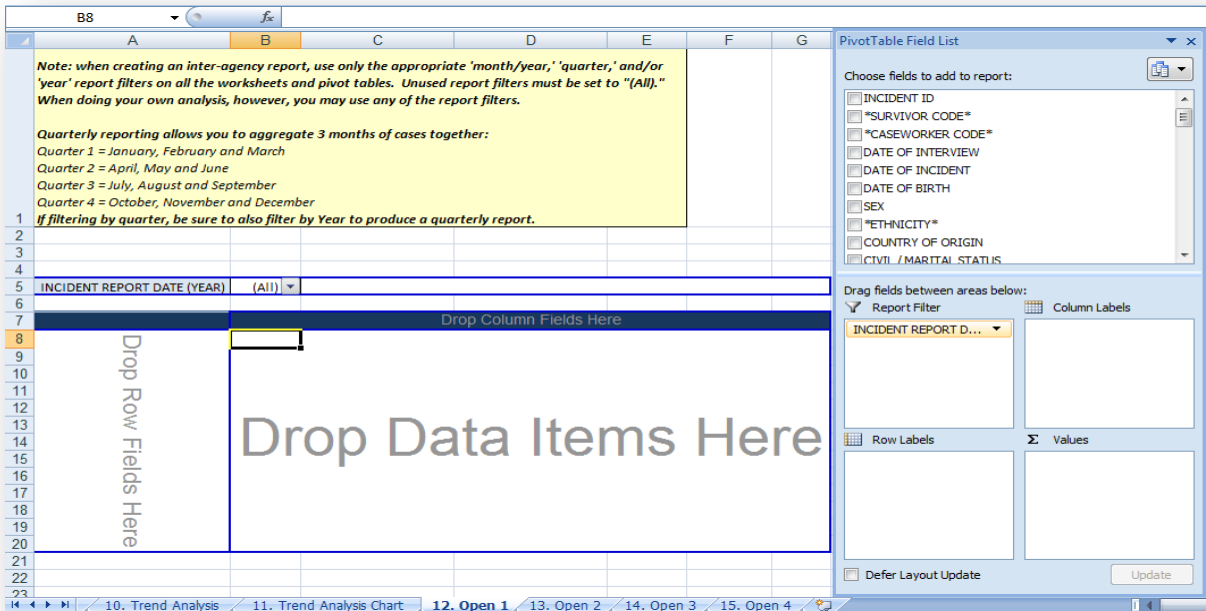 B8
fx
A B C D E F G
1
Note: when creating an inter-agency report, use only the appropriate 'month/year,' 'quarter,' and/or
'year' report filters on all the worksheets and pivot tables. Unused report filters must be set to "(All)."
When doing your own analysis, however, you may use any of the report filters.
Quarterly reporting allows you to aggregate 3 months of cases together:
Quarter 1 = January, February and March
Quarter 2 = April, May and June
Quarter 3 = July, August and September
Quarter 4 = October, November and December
If filtering by quarter, be sure to also filter by Year to produce a quarterly report.
2
3
4
5 INCIDENT REPORT DATE (YEAR) (All)
6
7 Drop Column Fields Here
8
9
10
11
12
13
14
15
16
17
18
19
20
21
22
23
Drop Row Fields Here
Drop Data Items Here
10. Trend Analysis 11. Trend Analysis Chart 12. Open 1 13. Open 2 14. Open 3 15. Open 4
PivotTable Field List
Choose fields to add to report:
INCIDENT ID
*SURVIVOR CODE*
*CASEWORKER CODE*
DATE OF INTERVIEW
DATE OF INCIDENT
DATE OF BIRTH
SEX
*ETHNICITY*
COUNTRY OF ORIGIN
CIVIL / MARITAL STATUS
Drag fields between areas below:
Report Filter Column Labels
INCIDENT REPORT D...
Row Labels Σ Values
Defer Layout Update Update